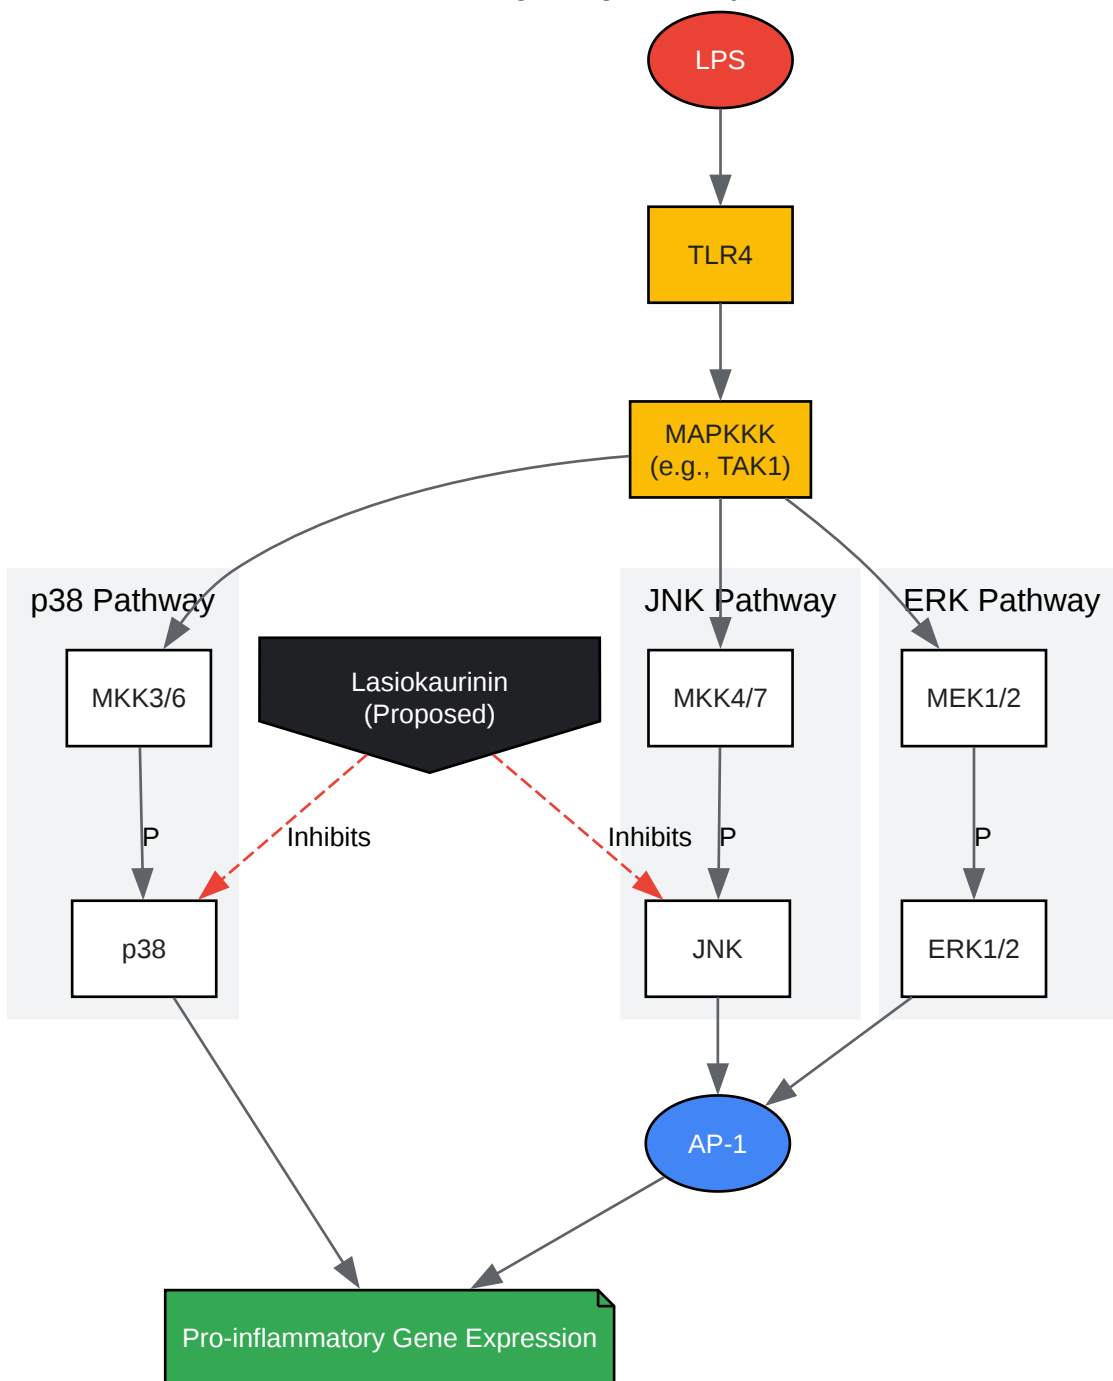 LPS
TLR4
MAPKKK
(e.g., TAK1)
p38 Pathway
JNK Pathway
ERK Pathway
Lasiokaurinin
(Proposed)
MKK3/6
MKK4/7
MEK1/2
P
Inhibits
Inhibits
P
P
p38
JNK
ERK1/2
AP-1
Pro-inflammatory Gene Expression